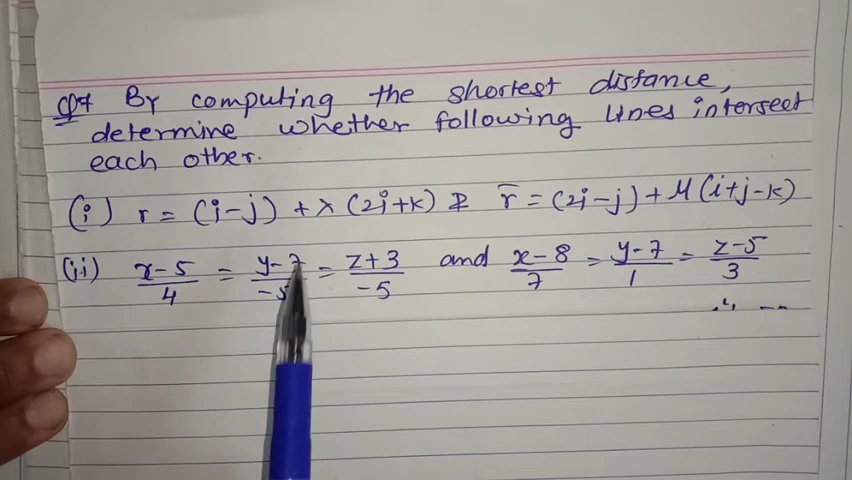 Q7 By computing the shortest distance,
determine whether following lines intersect
each other.
(i) r = (i-j) + λ (2i+k) & r̄ = (2i-j) + μ (i+j-k)
(ii) x-5/4 = y-7/-5 = z+3/-5 and x-8/7 = y-7/1 = z-5/3